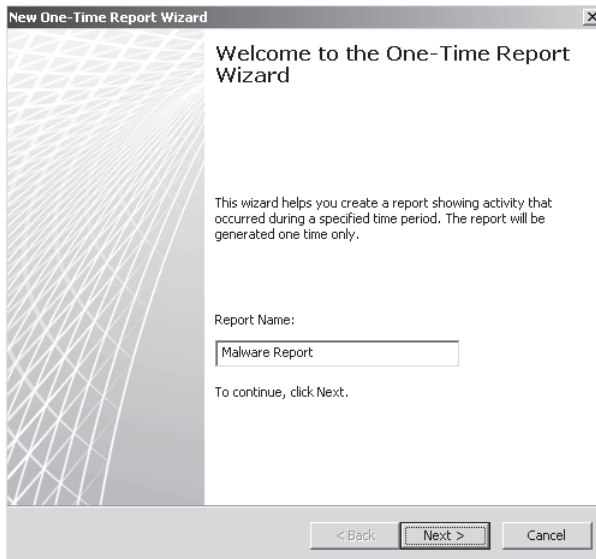 New One-Time Report Wizard
Welcome to the One-Time Report
Wizard
This wizard helps you create a report showing activity that
occurred during a specified time period. The report will be
generated one time only.
Report Name:
Malware Report
To continue, click Next.
< Back
Next >
Cancel